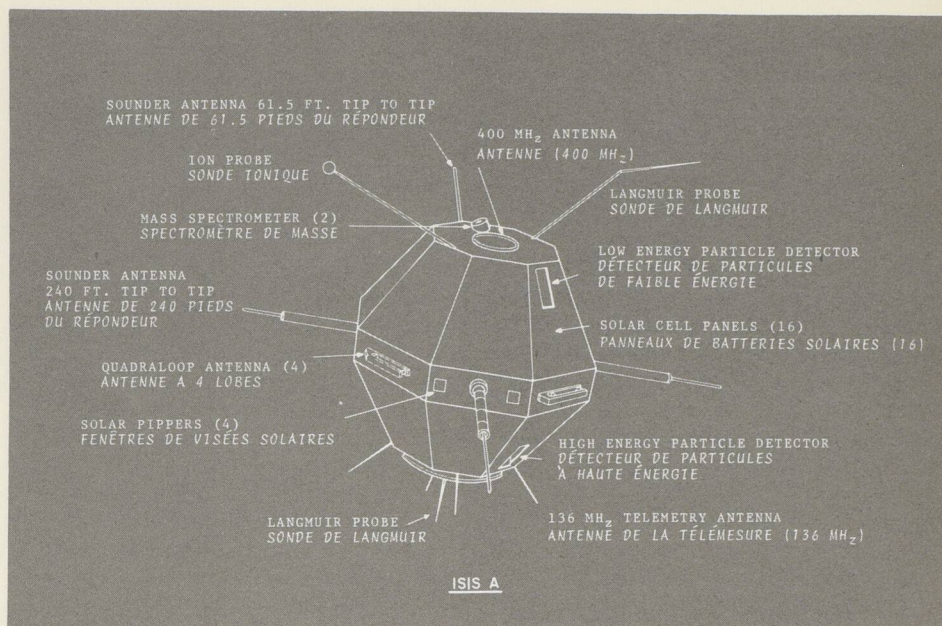 SOUNDER ANTENNA 61.5 FT. TIP TO TIP
ANTENNE DE 61.5 PIEDS DU RÉPONDEUR
400 MHz ANTENNA
ANTENNE (400 MHz)
ION PROBE
SONDE IONIQUE
LANGMUIR PROBE
SONDE DE LANGMUIR
MASS SPECTROMETER (2)
SPECTROMÈTRE DE MASSE
LOW ENERGY PARTICLE DETECTOR
DÉTECTEUR DE PARTICULES
DE FAIBLE ÉNERGIE
SOUNDER ANTENNA
240 FT. TIP TO TIP
ANTENNE DE 240 PIEDS
DU RÉPONDEUR
SOLAR CELL PANELS (16)
PANNEAUX DE BATTERIES SOLAIRES (16)
QUADRALOOP ANTENNA (4)
ANTENNE A 4 LOBES
SOLAR PIPPERS (4)
FENÊTRES DE VISÉES SOLAIRES
HIGH ENERGY PARTICLE DETECTOR
DÉTECTEUR DE PARTICULES
À HAUTE ÉNERGIE
LANGMUIR PROBE
SONDE DE LANGMUIR
136 MHz TELEMETRY ANTENNA
ANTENNE DE LA TÉLÉMESURE (136 MHz)
ISIS A